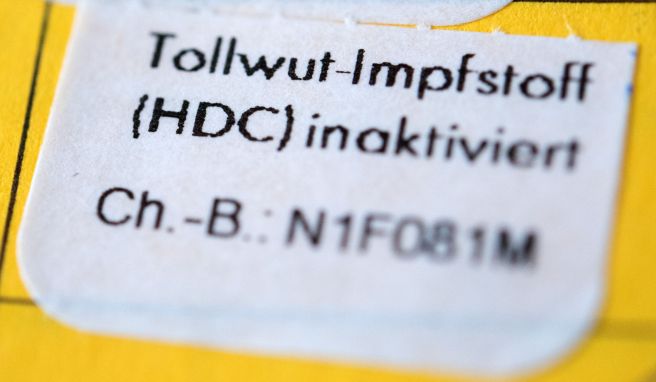 Tollwut-Impfstoff
(HDC) inaktiviert
Ch.-B.: N1F081M